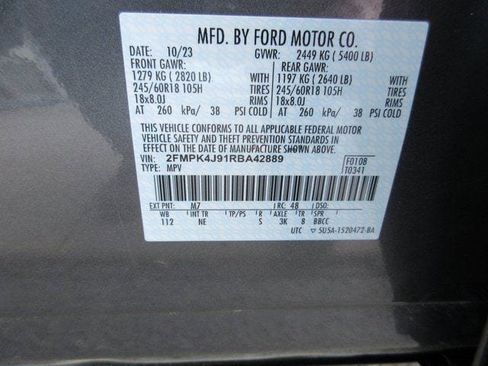 MFD. BY FORD MOTOR CO.
DATE: 10/23 GVWR: 2449 KG ( 5400 LB)
FRONT GAWR: REAR GAWR:
1279 KG ( 2820 LB) WITH 1197 KG ( 2640 LB) WITH
245/60R18 105H TIRES 245/60R18 105H TIRES
18x8.0J RIMS 18x8.0J RIMS
AT 260 kPa/ 38 PSI COLD AT 260 kPa/ 38 PSI COLD
THIS VEHICLE CONFORMS TO ALL APPLICABLE FEDERAL MOTOR
VEHICLE SAFETY AND THEFT PREVENTION STANDARDS IN
EFFECT ON THE DATE OF MANUFACTURE SHOWN ABOVE.
VIN: 2FMPK4J91RBA42889 F0108
TYPE: MPV T0341
EXT PNT: M7 RC: 48 DSO:
WB INT TR TP/PS R AXLE TR SPR
112 NE S 3K 8 BBCC
UTC ▽ 5U5A-1520472-BA